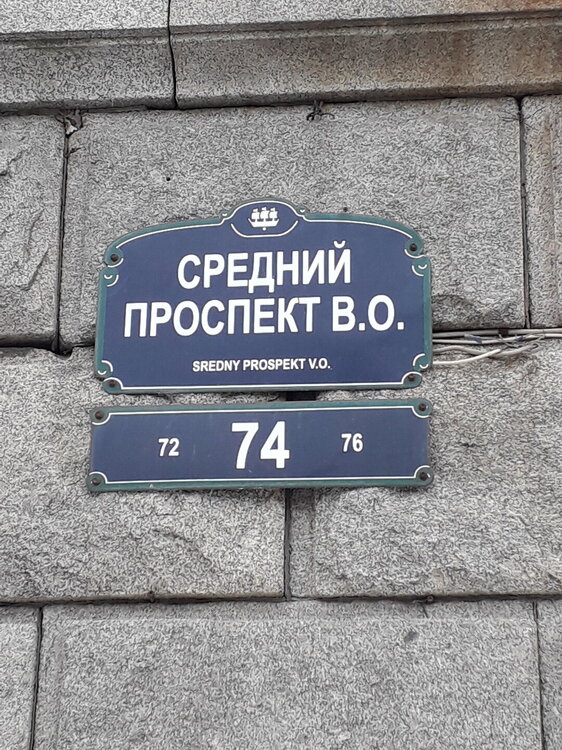 СРЕДНИЙ
ПРОСПЕКТ В.О.
SREDNY PROSPEKT V.O.
72 74 76